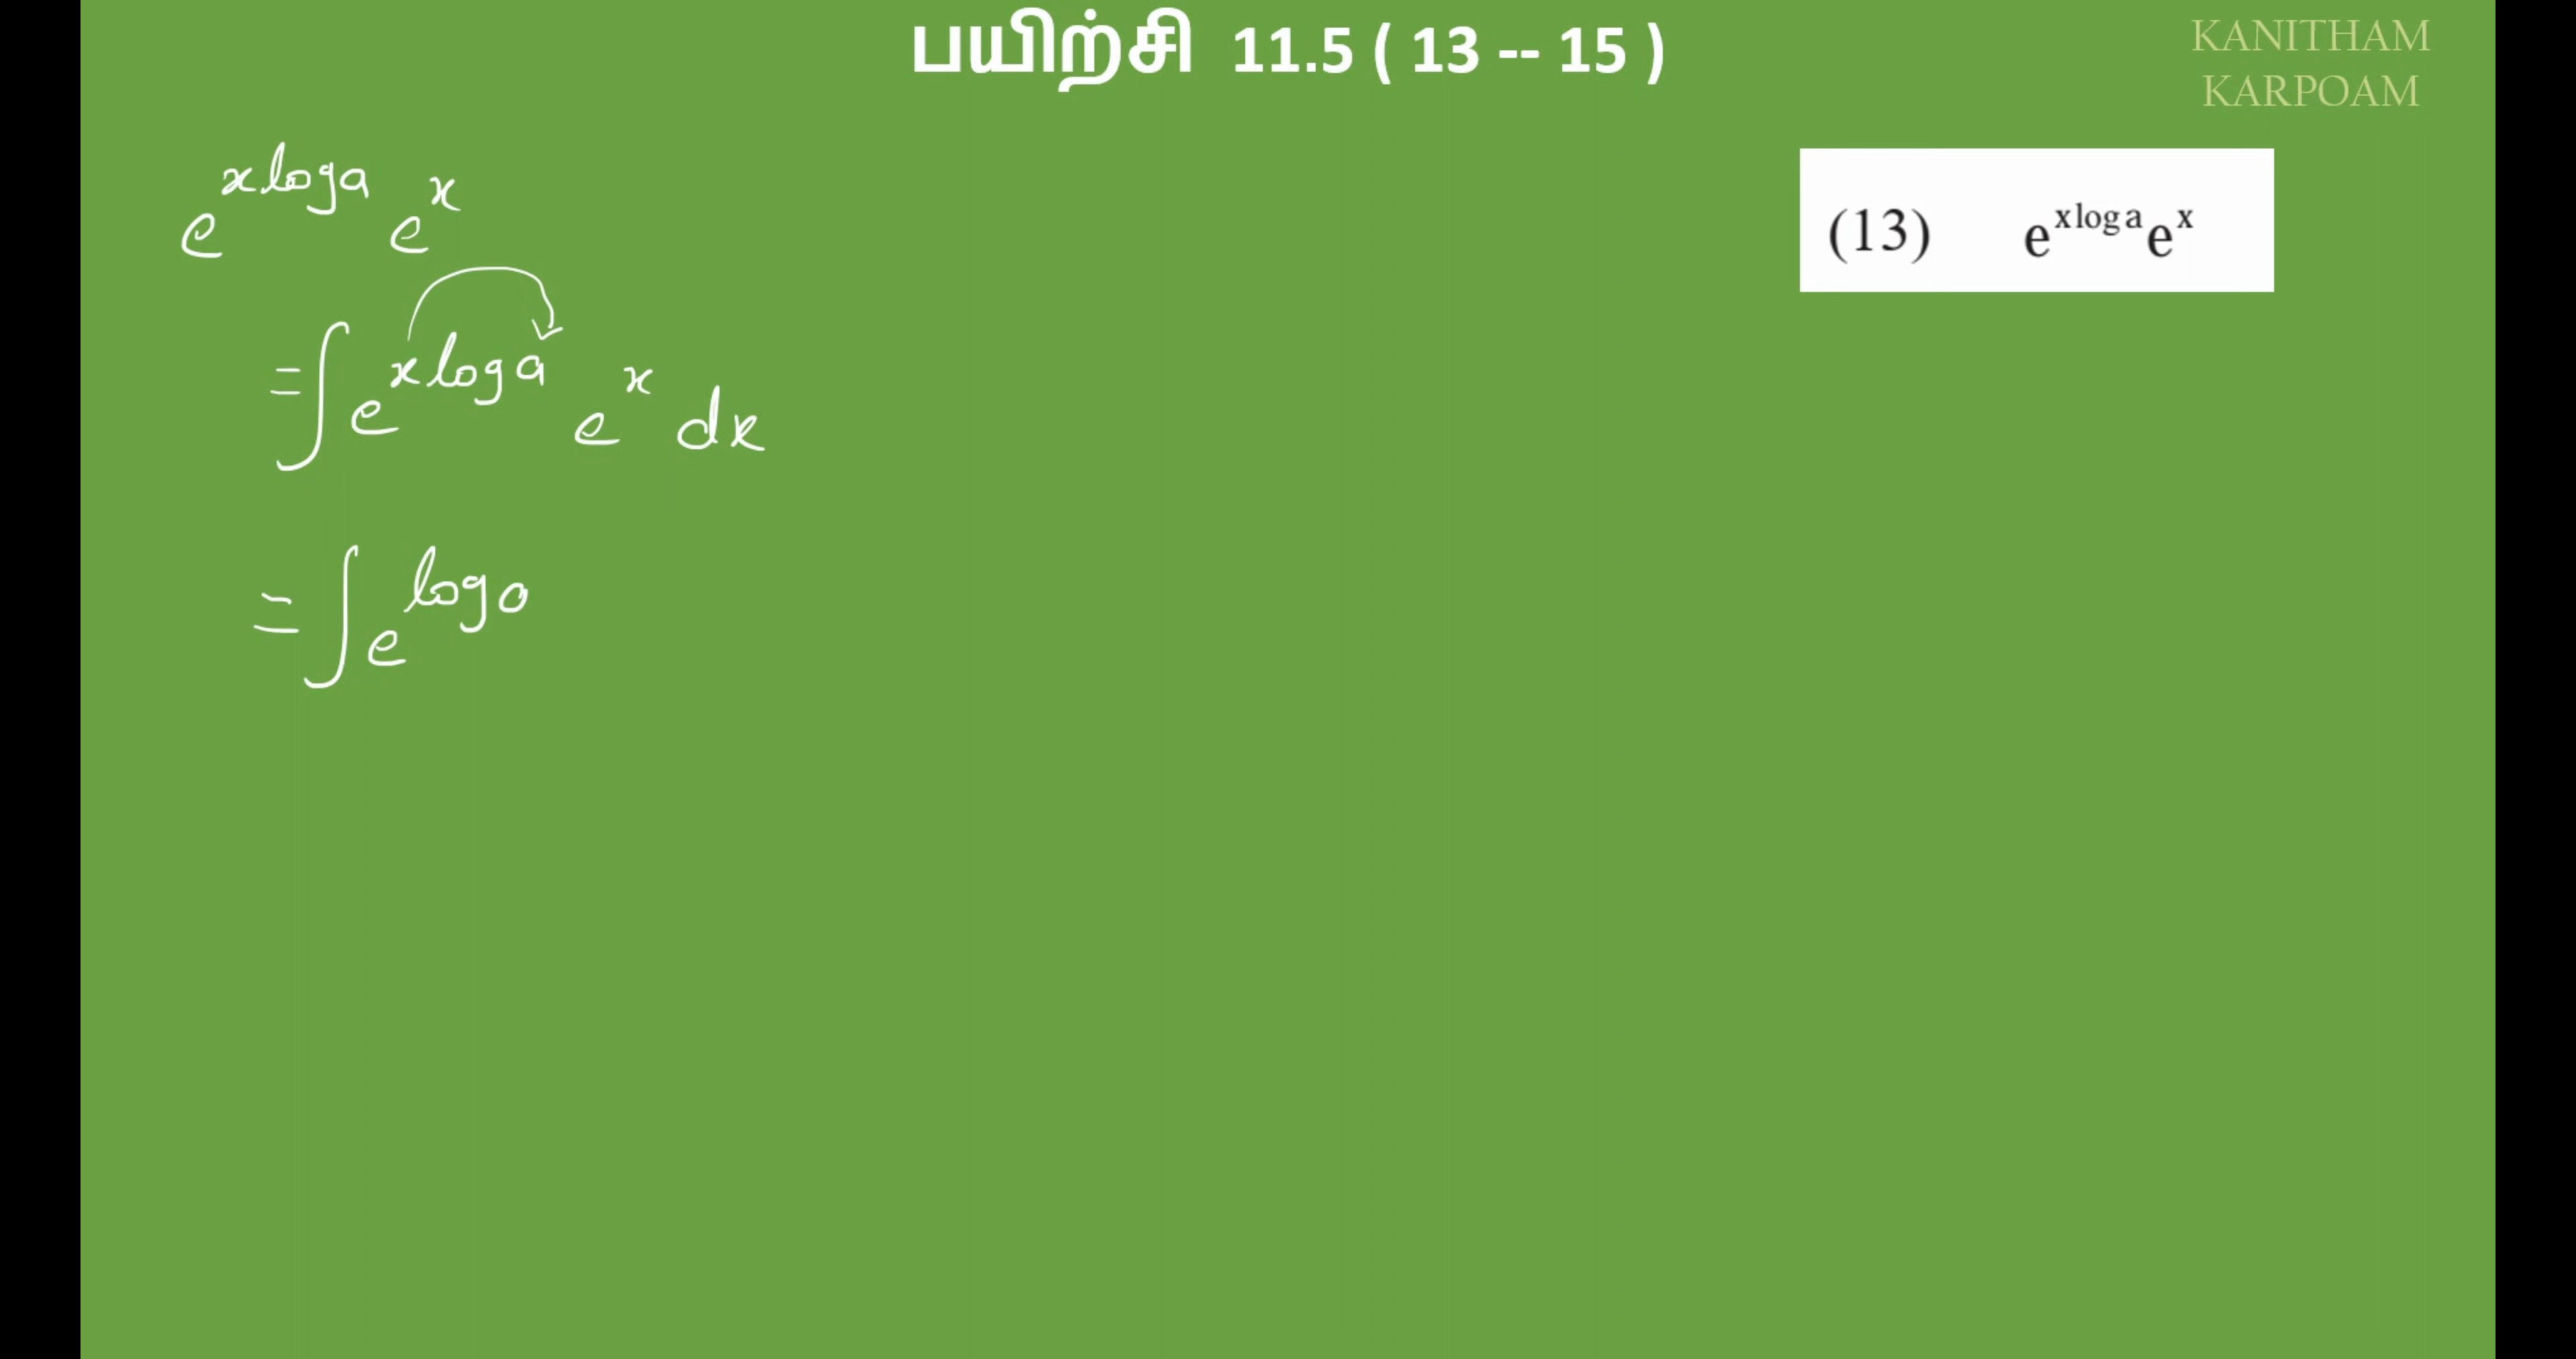 பயிற்சி 11.5 ( 13 -- 15 )
KANITHAM
KARPOAM
(13) e^{x log a} e^x
e^{x log a} e^x
= ∫ e^{x log a} e^x dx
= ∫ e^{log a}